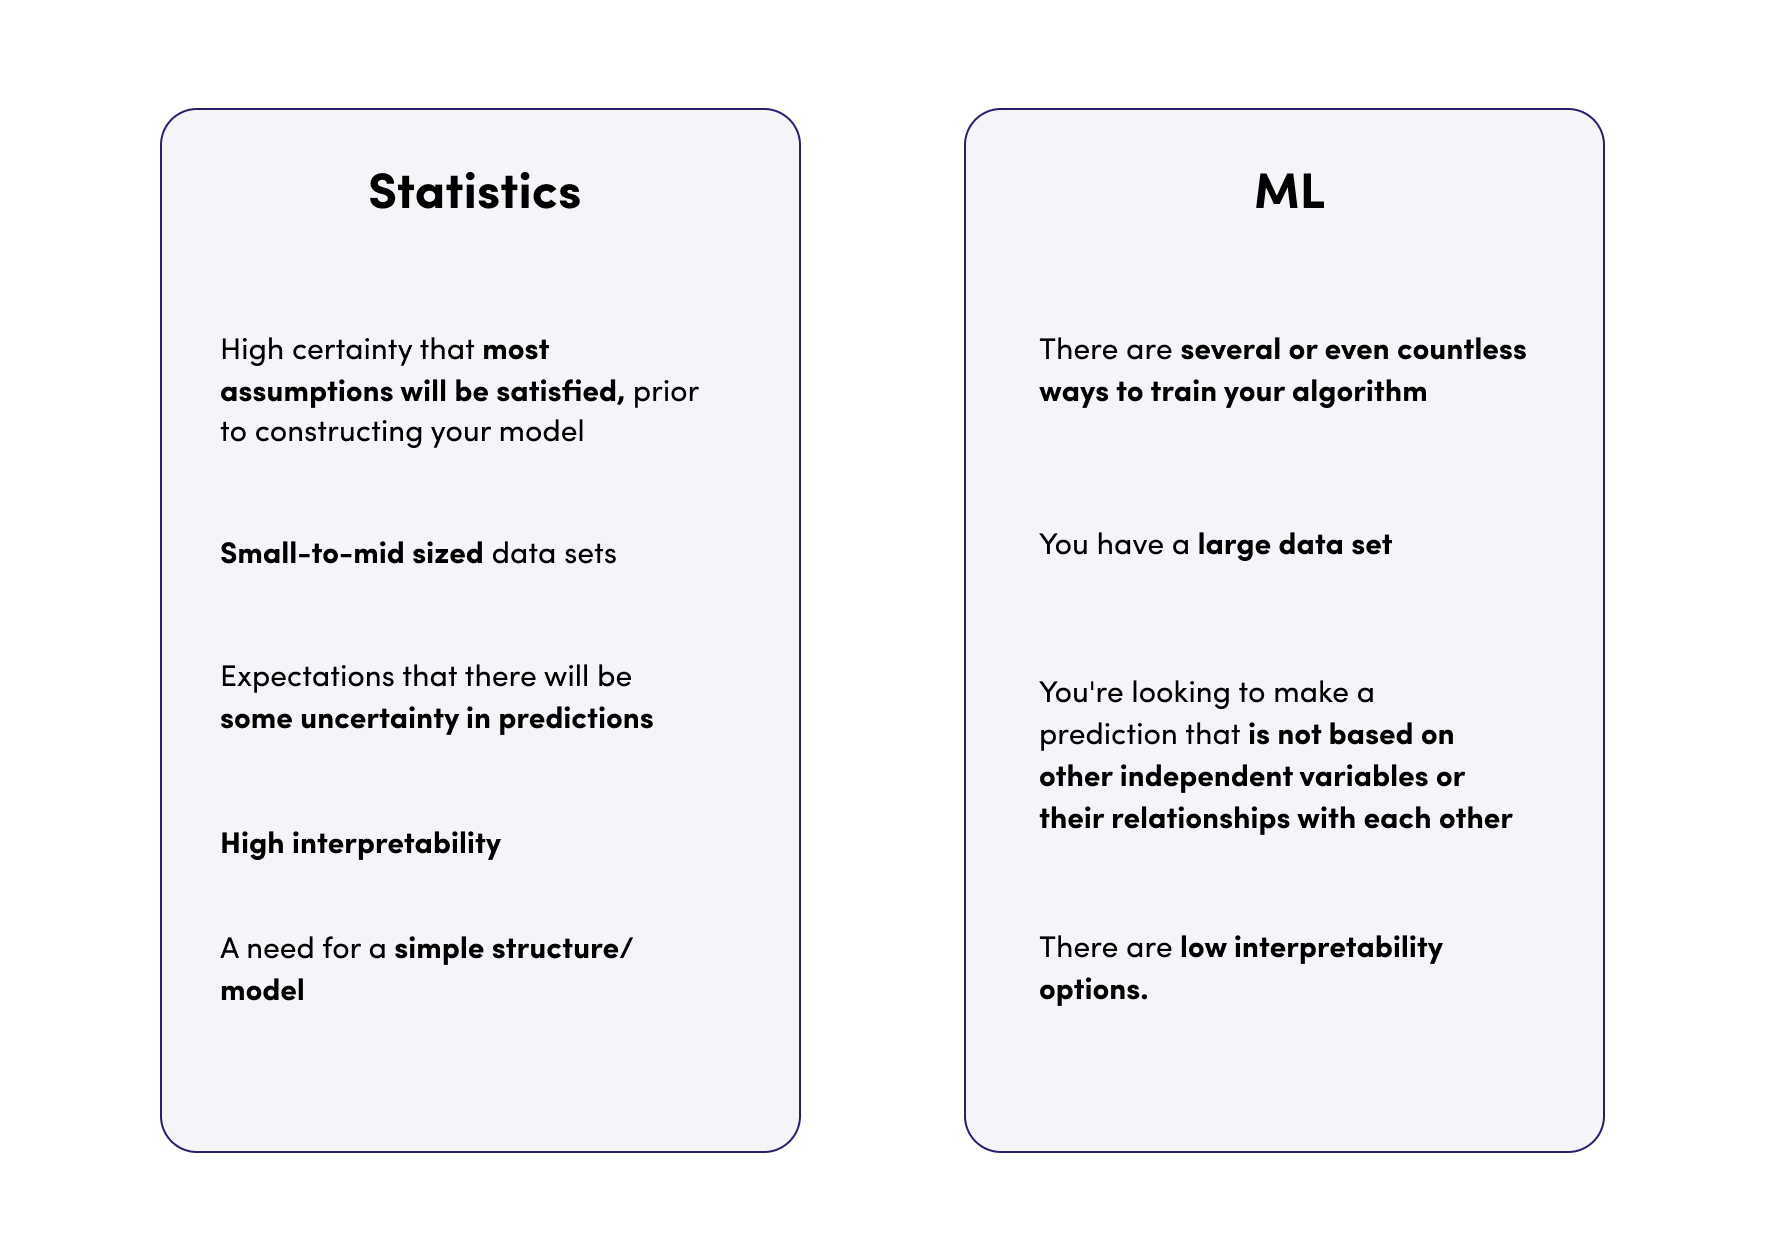 Statistics
High certainty that most
assumptions will be satisfied, prior
to constructing your model
Small-to-mid sized data sets
Expectations that there will be
some uncertainty in predictions
High interpretability
A need for a simple structure/
model
ML
There are several or even countless
ways to train your algorithm
You have a large data set
You're looking to make a
prediction that is not based on
other independent variables or
their relationships with each other
There are low interpretability
options.